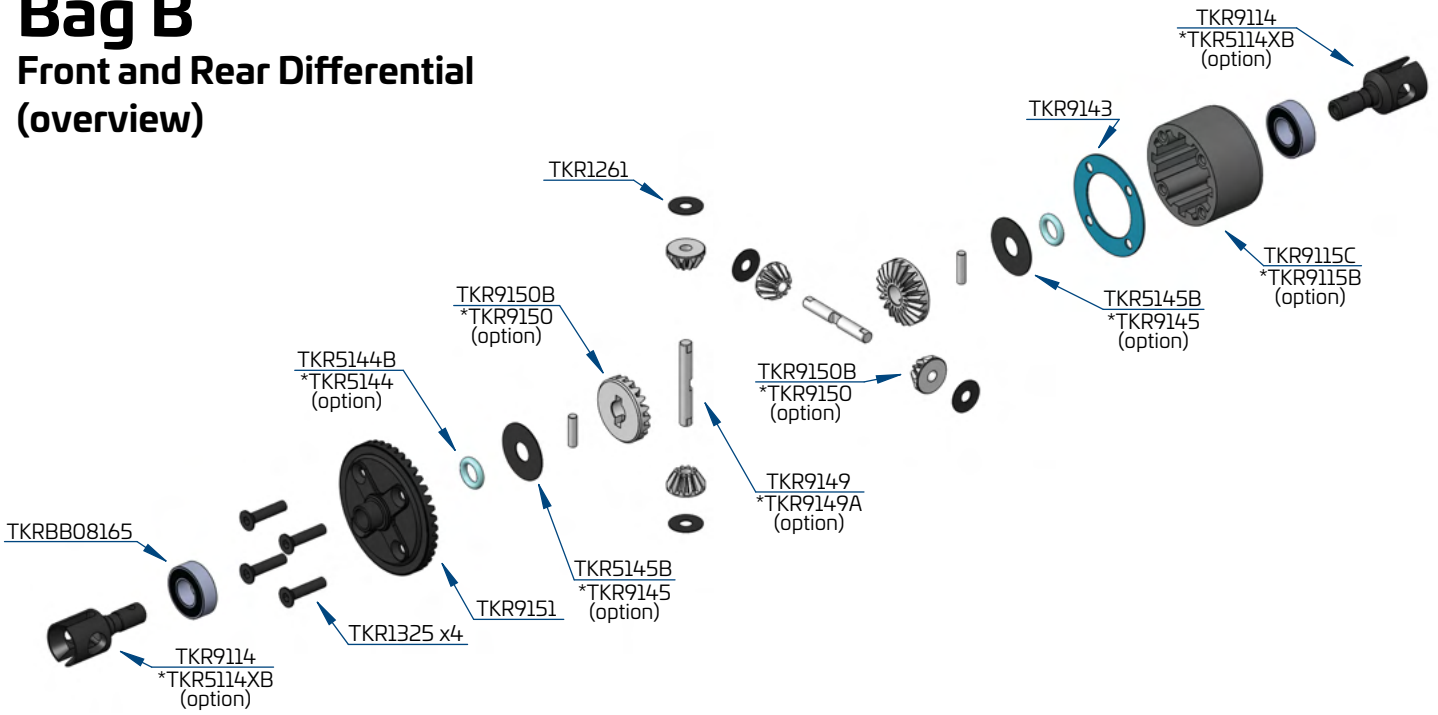 Bag B
Front and Rear Differential
(overview)
TKR9114
*TKR5114XB
(option)
TKR9143
TKR1261
TKR9115C
*TKR9115B
(option)
TKR5145B
*TKR9145
(option)
TKR9150B
*TKR9150
(option)
TKR5144B
*TKR5144
(option)
TKR9150B
*TKR9150
(option)
TKR9149
*TKR9149A
(option)
TKRBB08165
TKR5145B
*TKR9145
(option)
TKR9151
TKR1325 x4
TKR9114
*TKR5114XB
(option)